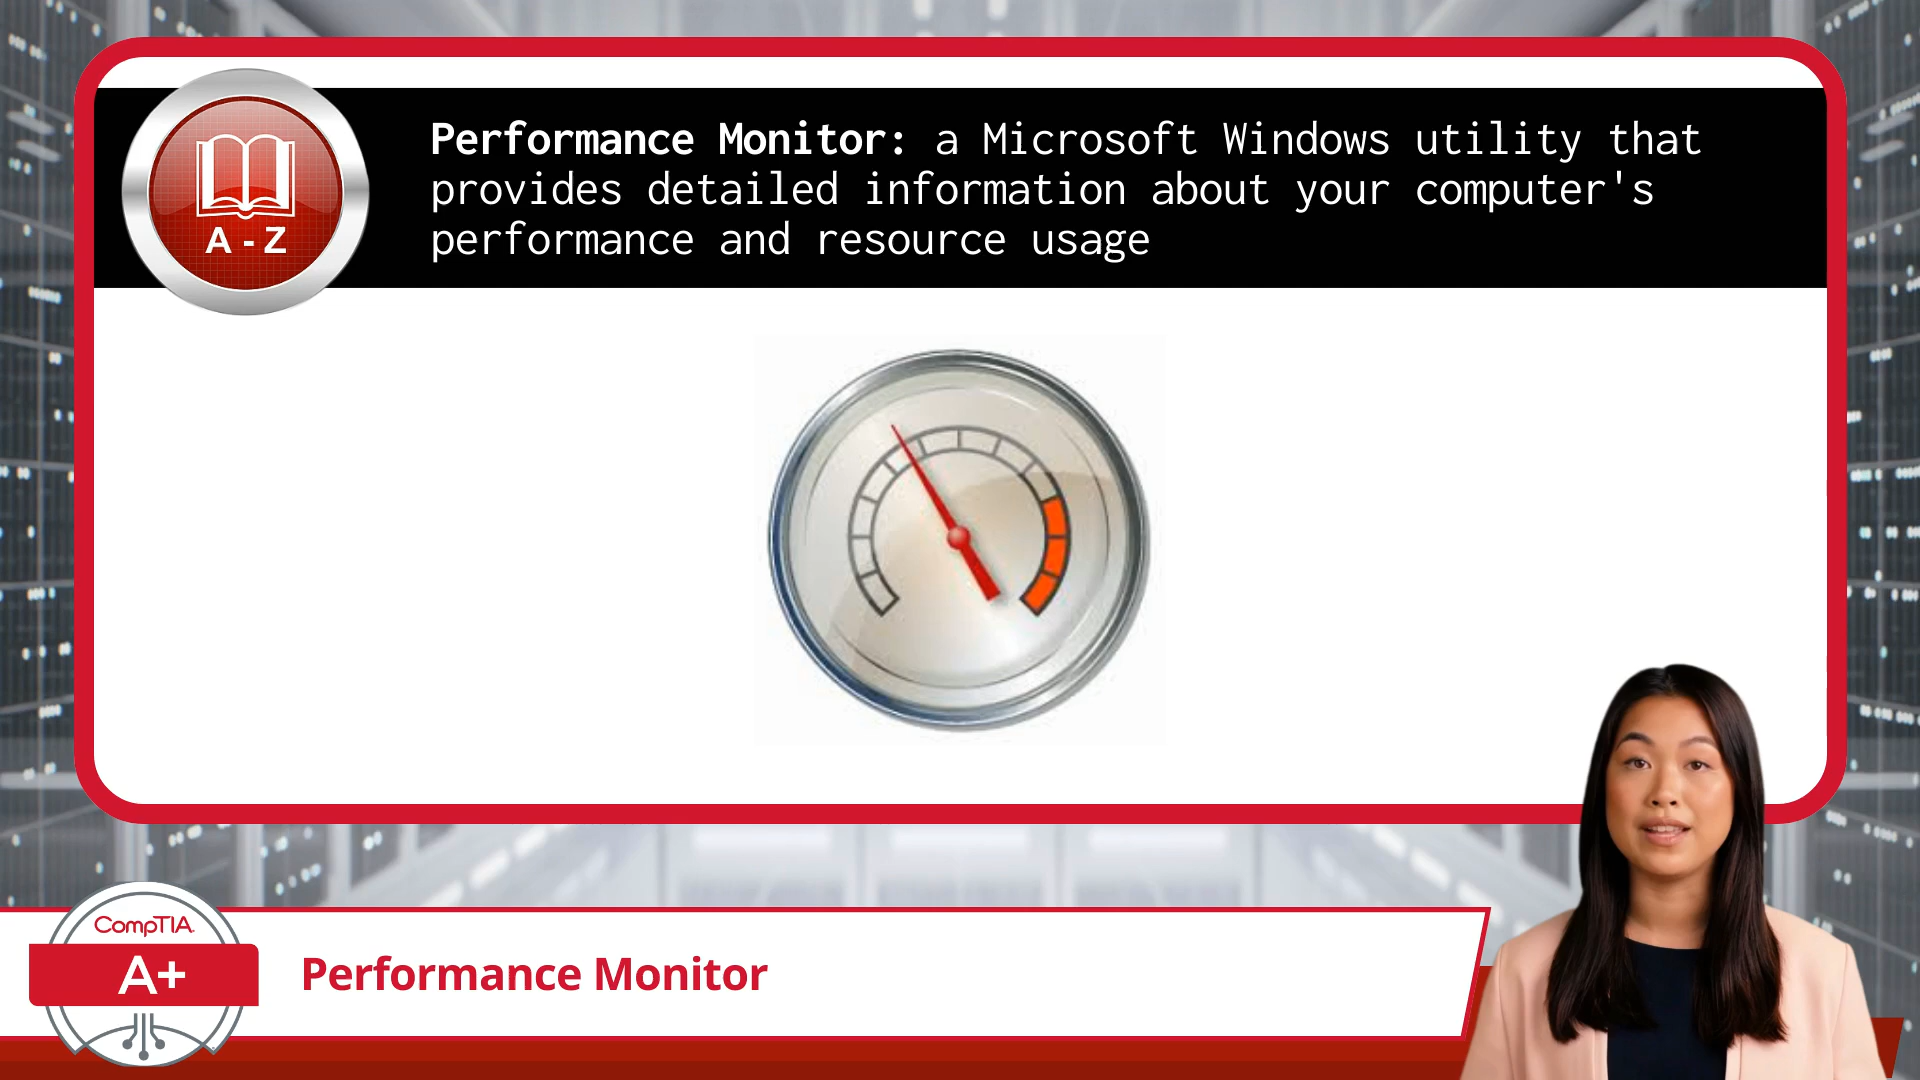 Performance Monitor: a Microsoft Windows utility that
provides detailed information about your computer's
performance and resource usage
A - Z
CompTIA.
A+
Performance Monitor